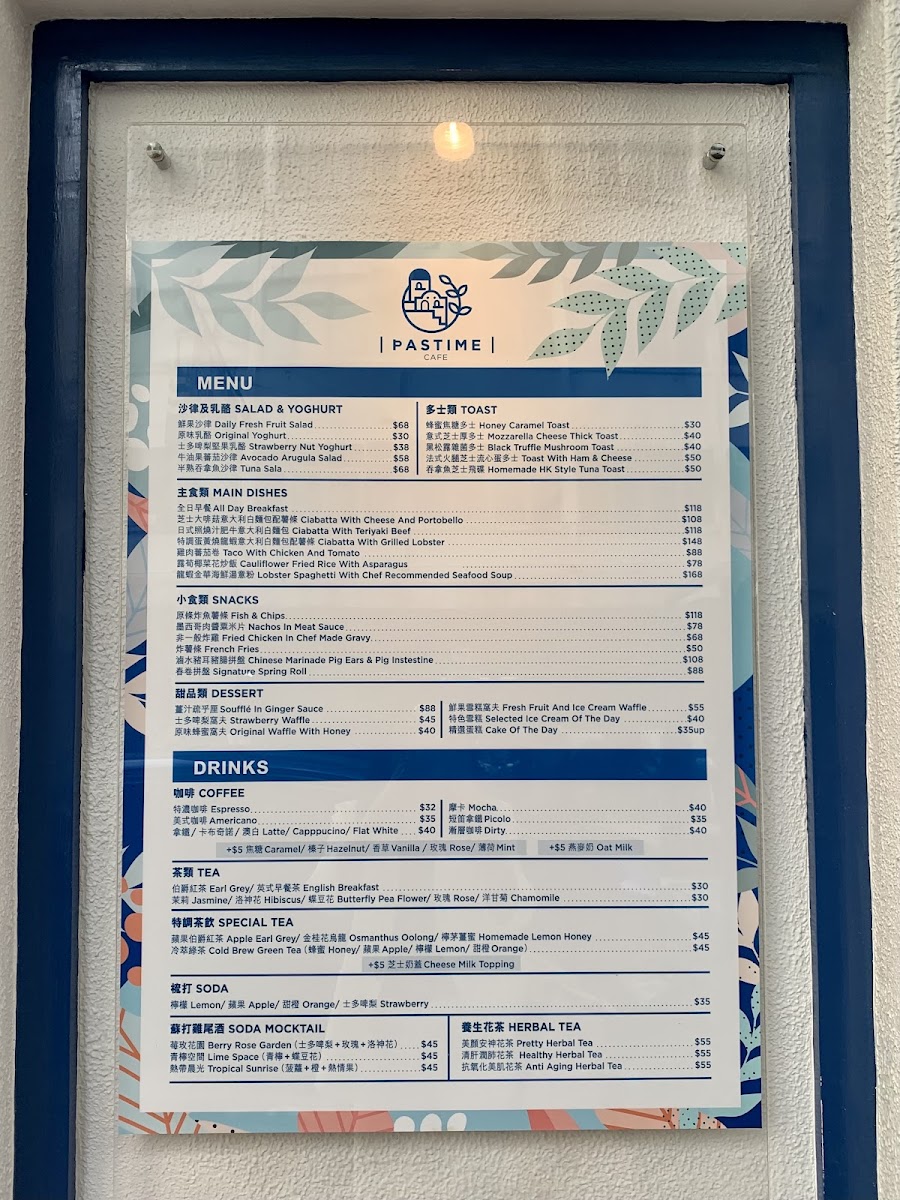 | PASTIME |
CAFE
MENU
沙律及乳酪 SALAD & YOGHURT
鮮果沙律 Daily Fresh Fruit Salad $68
原味乳酪 Original Yoghurt $30
士多啤梨堅果乳酪 Strawberry Nut Yoghurt $38
牛油果蕃茄沙律 Avocado Arugula Salad $58
半熟吞拿魚沙律 Tuna Sala $68
多士類 TOAST
蜂蜜焦糖多士 Honey Caramel Toast $30
意式芝士厚多士 Mozzarella Cheese Thick Toast $40
黑松露雜菌多士 Black Truffle Mushroom Toast $40
法式火腿芝士流心蛋多士 Toast With Ham & Cheese $50
吞拿魚芝士飛碟 Homemade HK Style Tuna Toast $50
主食類 MAIN DISHES
全日早餐 All Day Breakfast $118
芝士大啡菇意大利白麵包配薯條 Ciabatta With Cheese And Portobello $108
日式照燒汁肥牛意大利白麵包 Ciabatta With Teriyaki Beef $118
特調蛋黃燒龍蝦意大利白麵包配薯條 Ciabatta With Grilled Lobster $148
雞肉蕃茄卷 Taco With Chicken And Tomato $88
露筍椰菜花炒飯 Cauliflower Fried Rice With Asparagus $78
龍蝦金華海鮮湯意粉 Lobster Spaghetti With Chef Recommended Seafood Soup $168
小食類 SNACKS
原條炸魚薯條 Fish & Chips $118
墨西哥肉醬粟米片 Nachos In Meat Sauce $78
非一般炸雞 Fried Chicken In Chef Made Gravy $68
炸薯條 French Fries $50
滷水豬耳豬腸拼盤 Chinese Marinade Pig Ears & Pig Instestine $108
春卷拼盤 Signature Spring Roll $88
甜品類 DESSERT
薑汁疏乎厘 Soufflé In Ginger Sauce $88
士多啤梨窩夫 Strawberry Waffle $45
原味蜂蜜窩夫 Original Waffle With Honey $40
鮮果雪糕窩夫 Fresh Fruit And Ice Cream Waffle $55
特色雪糕 Selected Ice Cream Of The Day $40
精選蛋糕 Cake Of The Day $35up
DRINKS
咖啡 COFFEE
特濃咖啡 Espresso $32
美式咖啡 Americano $35
拿鐵/ 卡布奇諾/ 澳白 Latte/ Capppucino/ Flat White $40
摩卡 Mocha $40
短笛拿鐵 Picolo $35
漸層咖啡 Dirty $40
+$5 焦糖 Caramel/ 榛子 Hazelnut/ 香草 Vanilla / 玫瑰 Rose/ 薄荷 Mint
+$5 燕麥奶 Oat Milk
茶類 TEA
伯爵紅茶 Earl Grey/ 英式早餐茶 English Breakfast $30
茉莉 Jasmine/ 洛神花 Hibiscus/ 蝶豆花 Butterfly Pea Flower/ 玫瑰 Rose/ 洋甘菊 Chamomile $30
特調茶飲 SPECIAL TEA
蘋果伯爵紅茶 Apple Earl Grey/ 金桂花烏龍 Osmanthus Oolong/ 檸茅薑蜜 Homemade Lemon Honey $45
冷萃綠茶 Cold Brew Green Tea (蜂蜜 Honey/ 蘋果 Apple/ 檸檬 Lemon/ 甜橙 Orange) $45
+$5 芝士奶蓋 Cheese Milk Topping
梳打 SODA
檸檬 Lemon/ 蘋果 Apple/ 甜橙 Orange/ 士多啤梨 Strawberry $35
蘇打雞尾酒 SODA MOCKTAIL
莓玫花園 Berry Rose Garden (士多啤梨+玫瑰+洛神花) $45
青檸空間 Lime Space (青檸+蝶豆花) $45
熱帶晨光 Tropical Sunrise (菠蘿+橙+熱情果) $45
養生花茶 HERBAL TEA
美顏安神花茶 Pretty Herbal Tea $55
清肝潤肺花茶 Healthy Herbal Tea $55
抗氧化美肌花茶 Anti Aging Herbal Tea $55